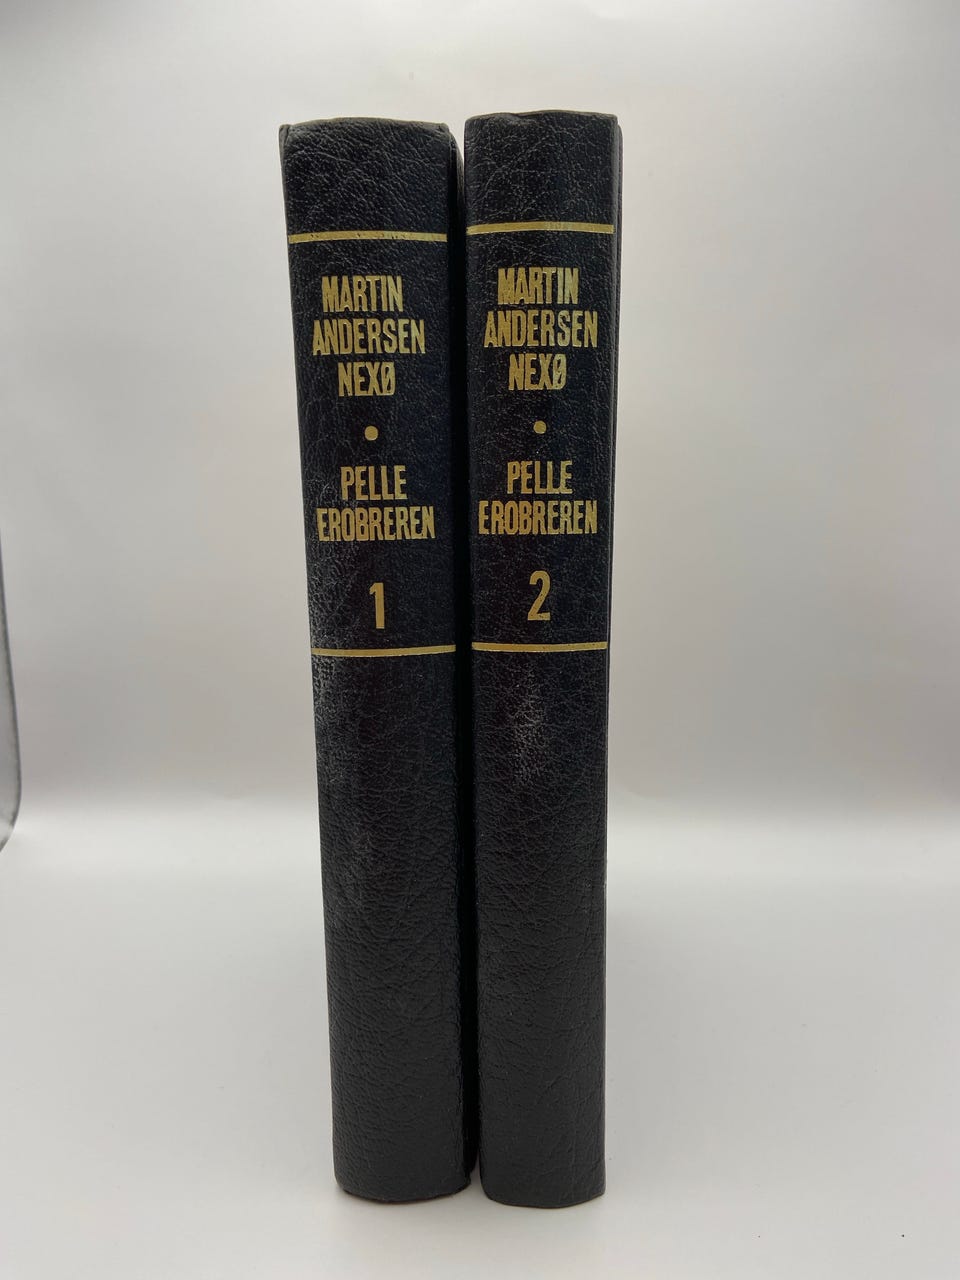 MARTIN
ANDERSEN
NEXØ
•
PELLE
EROBREREN
1
MARTIN
ANDERSEN
NEXØ
•
PELLE
EROBREREN
2